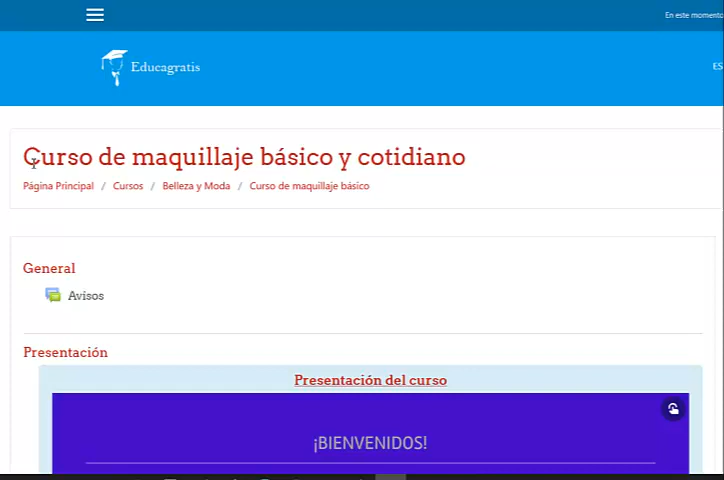 En este momento
Educagratis
ES
Curso de maquillaje básico y cotidiano
Página Principal / Cursos / Belleza y Moda / Curso de maquillaje básico
General
Avisos
Presentación
Presentación del curso
¡BIENVENIDOS!